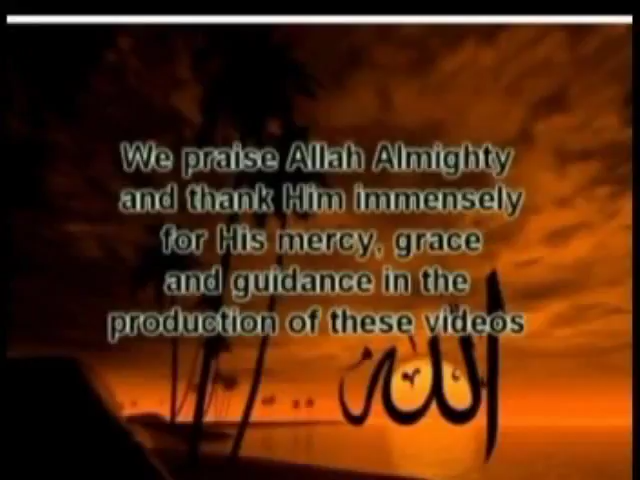 We praise Allah Almighty
and thank Him immensely
for His mercy, grace
and guidance in the
production of these videos
الله